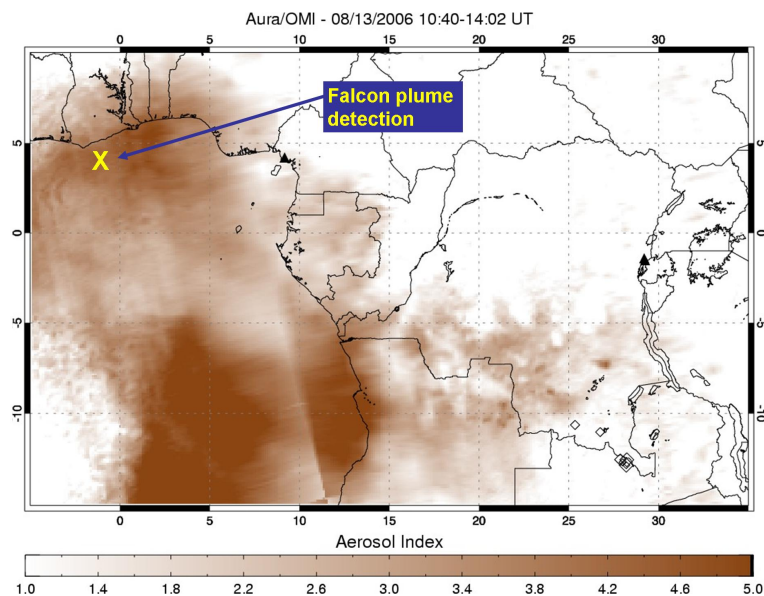 Aura/OMI - 08/13/2006 10:40-14:02 UT
0 5 10 15 20 25 30
Falcon plume
detection
X
5 5
0 0
-5 -5
-10 -10
0 5 10 15 20 25 30
Aerosol Index
1.0 1.4 1.8 2.2 2.6 3.0 3.4 3.8 4.2 4.6 5.0